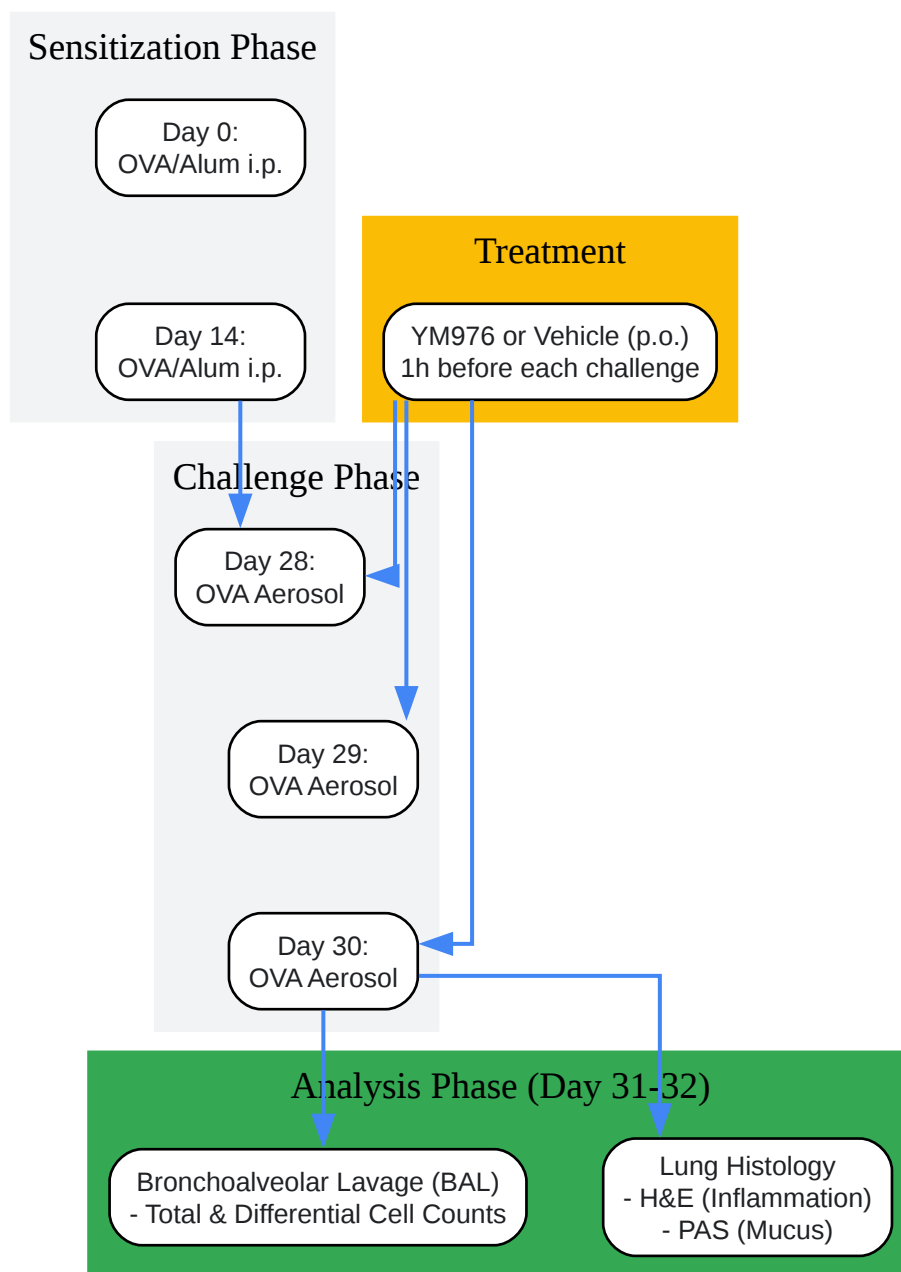 Sensitization Phase
Day 0:
OVA/Alum i.p.
Treatment
Day 14:
OVA/Alum i.p.
YM976 or Vehicle (p.o.)
1h before each challenge
Challenge Phase
Day 28:
OVA Aerosol
Day 29:
OVA Aerosol
Day 30:
OVA Aerosol
Analysis Phase (Day 31-32)
Bronchoalveolar Lavage (BAL)
- Total & Differential Cell Counts
Lung Histology
- H&E (Inflammation)
- PAS (Mucus)